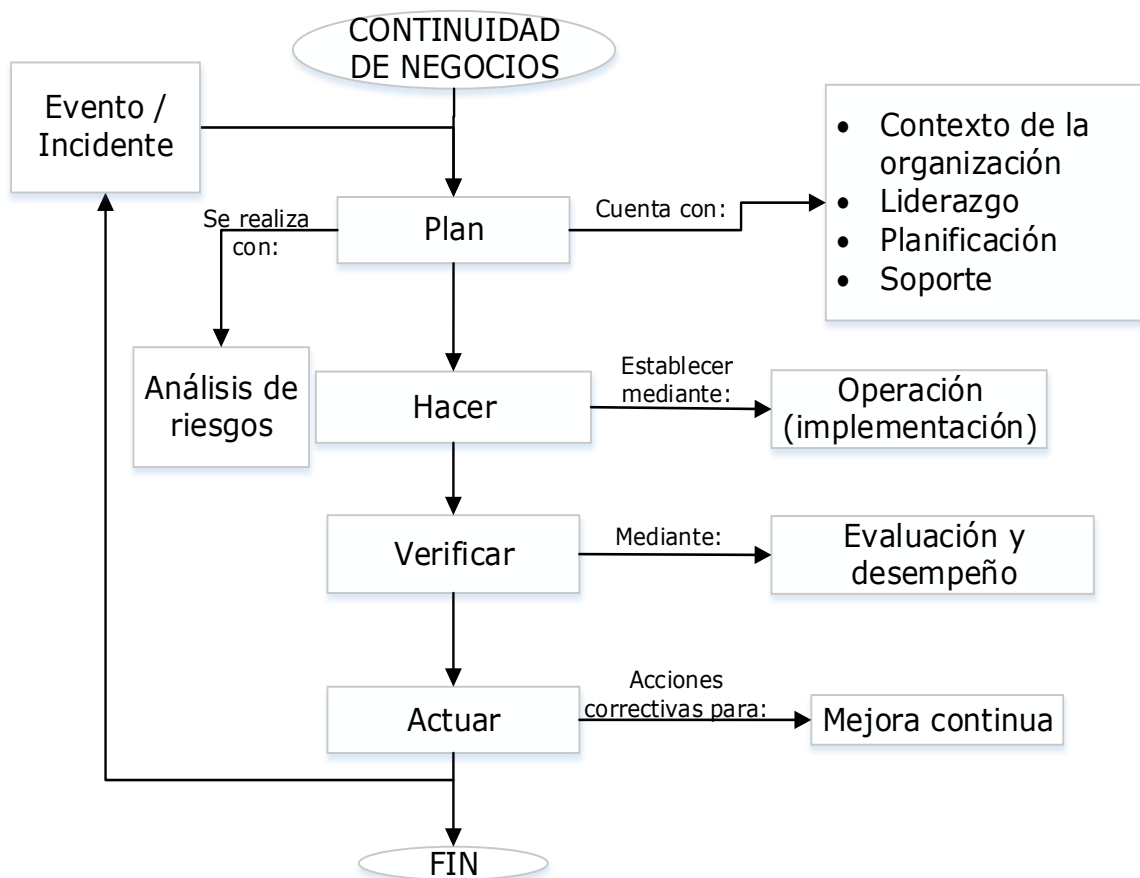 CONTINUIDAD
DE NEGOCIOS
Evento /
Incidente
• Contexto de la
organización
• Liderazgo
• Planificación
• Soporte
Se realiza
con:
Plan
Cuenta con:
Análisis de
riesgos
Hacer
Establecer
mediante:
Operación
(implementación)
Verificar
Mediante:
Evaluación y
desempeño
Actuar
Acciones
correctivas para:
Mejora continua
FIN